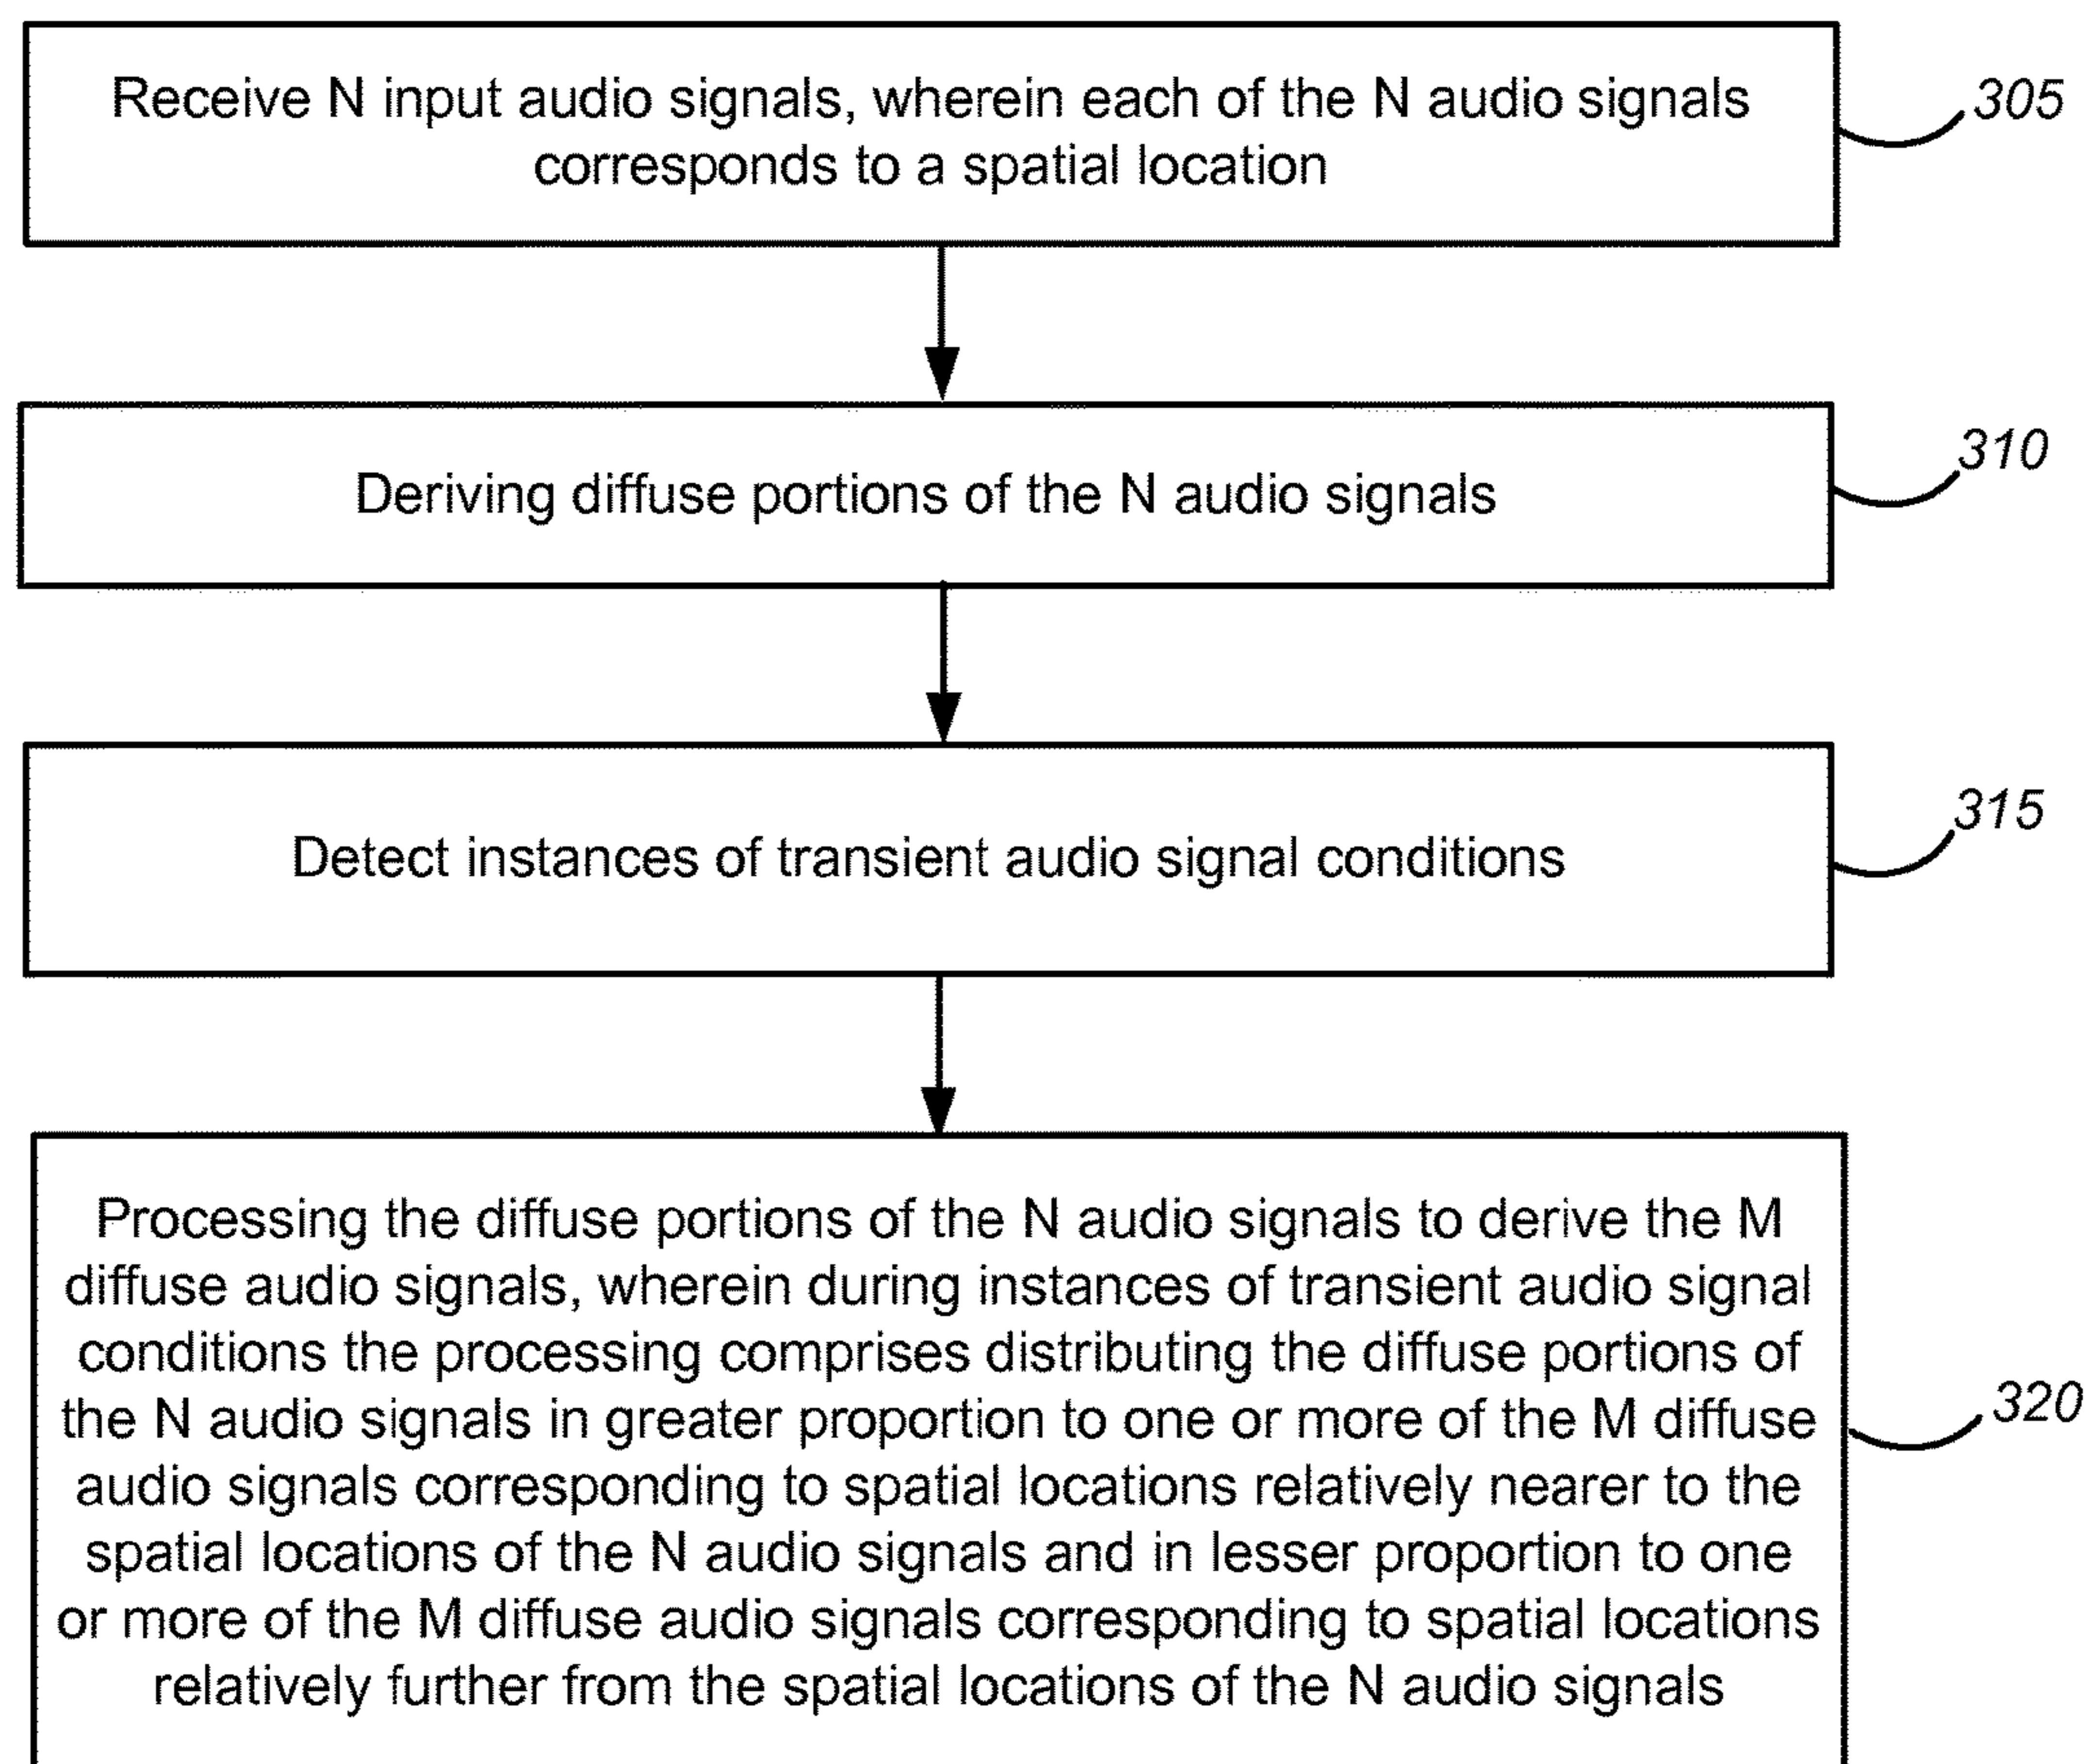 Receive N input audio signals, wherein each of the N audio signals
corresponds to a spatial location
305
Deriving diffuse portions of the N audio signals
310
Detect instances of transient audio signal conditions
315
Processing the diffuse portions of the N audio signals to derive the M
diffuse audio signals, wherein during instances of transient audio signal
conditions the processing comprises distributing the diffuse portions of
the N audio signals in greater proportion to one or more of the M diffuse
audio signals corresponding to spatial locations relatively nearer to the
spatial locations of the N audio signals and in lesser proportion to one
or more of the M diffuse audio signals corresponding to spatial locations
relatively further from the spatial locations of the N audio signals
320